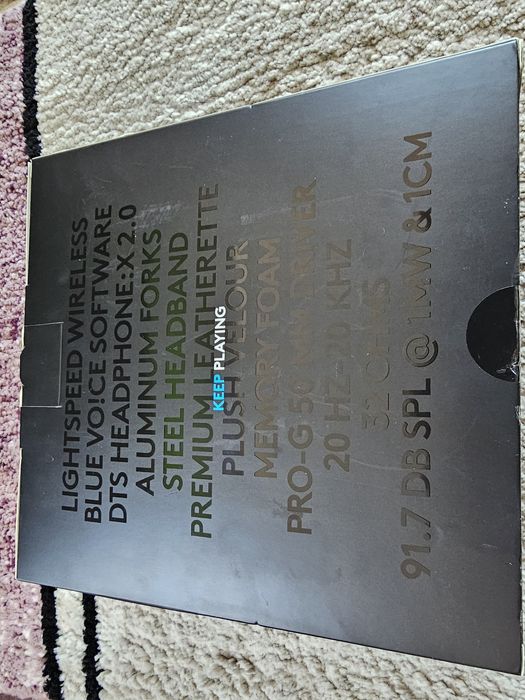 LIGHTSPEED WIRELESS
BLUE VO!CE SOFTWARE
DTS HEADPHONE:X 2.0
ALUMINUM FORKS
STEEL HEADBAND
PREMIUM LEATHERETTE
KEEP PLAYING
PLUSH VELOUR
MEMORY FOAM
PRO-G 50 MM DRIVER
20 HZ-20 KHZ
32 OHMS
91.7 DB SPL @ 1MW & 1CM